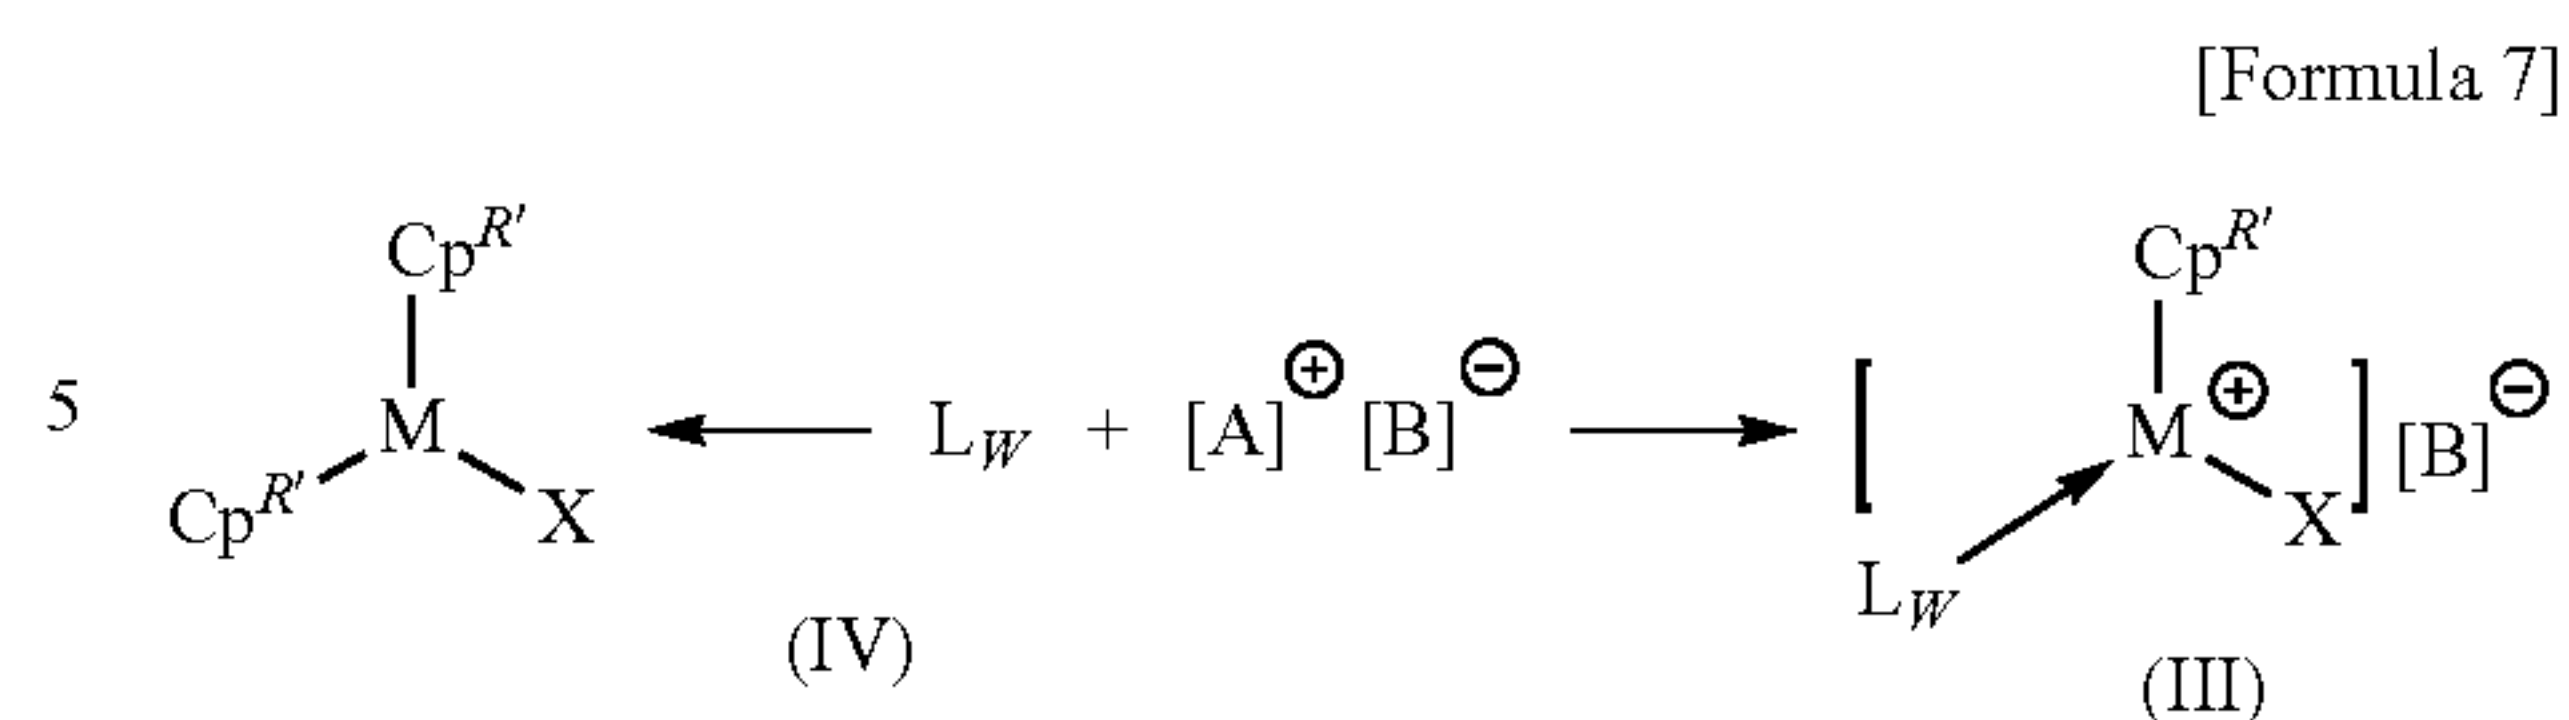 [Formula 7]
Cp^R' Cp^R'
5 M ← L_W + [A]⊕ [B]⊖ → [ M⊕ ] [B]⊖
Cp^R' X L_W X
(IV) (III)